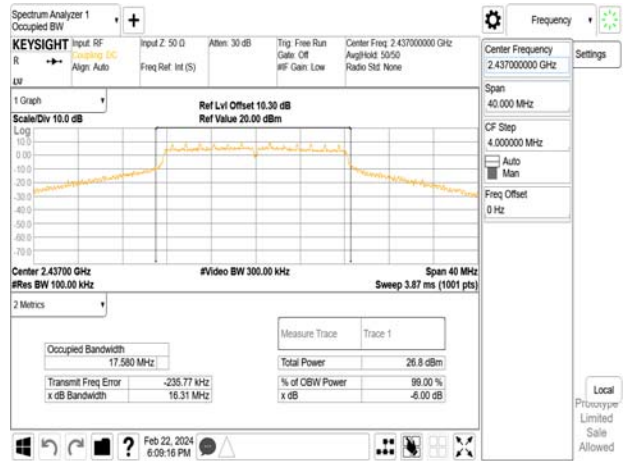 Spectrum Analyzer 1
Occupied BW
Frequency
KEYSIGHT
R
LXI
Input: RF
Coupling: DC
Align: Auto
Input Z: 50 Ω
Freq Ref: Int (S)
Atten: 30 dB
Trig: Free Run
Gate: Off
#IF Gain: Low
Center Freq: 2.437000000 GHz
Avg|Hold: 50/50
Radio Std: None
Center Frequency
2.437000000 GHz
Settings
Span
40.000 MHz
CF Step
4.000000 MHz
Auto
Man
Freq Offset
0 Hz
1 Graph
Scale/Div 10.0 dB
Ref Lvl Offset 10.30 dB
Ref Value 20.00 dBm
Log
10.0
0.00
-10.0
-20.0
-30.0
-40.0
-50.0
-60.0
-70.0
Center 2.43700 GHz
#Res BW 100.00 kHz
#Video BW 300.00 kHz
Span 40 MHz
Sweep 3.87 ms (1001 pts)
2 Metrics
Measure Trace
Trace 1
Occupied Bandwidth
17.580 MHz
Total Power
26.8 dBm
Transmit Freq Error
-235.77 kHz
% of OBW Power
99.00 %
x dB Bandwidth
16.31 MHz
x dB
-6.00 dB
Local
Prototype
Limited
Sale
Allowed
?
Feb 22, 2024
6:09:16 PM